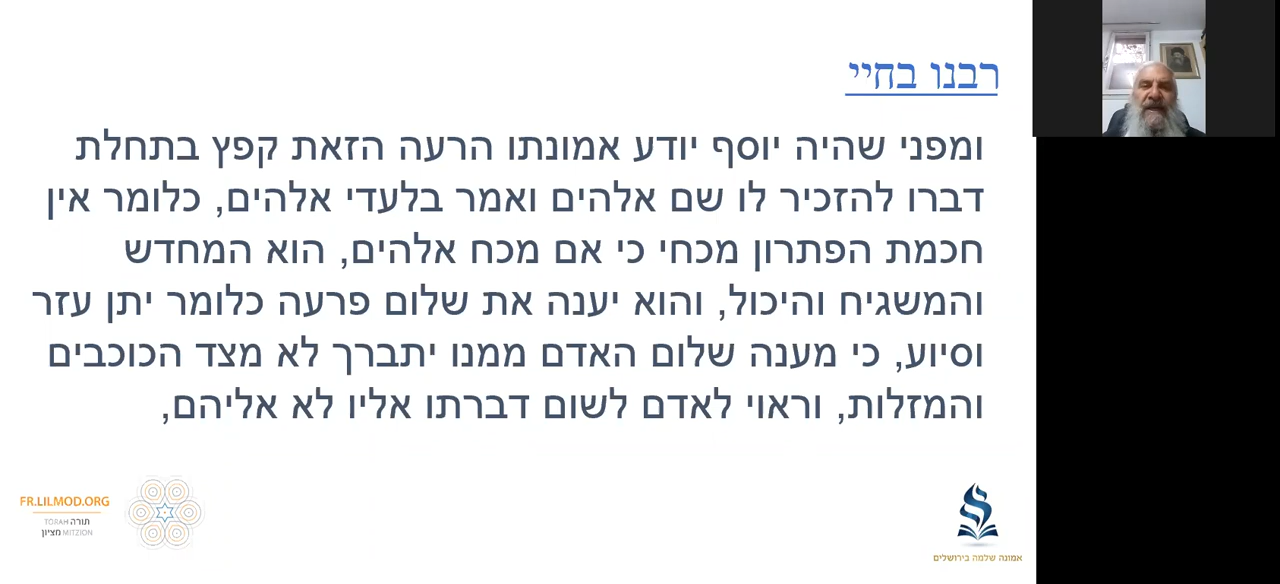 רבנו בחיי
ומפני שהיה יוסף יודע אמונתו הרעה הזאת קפץ בתחלת
דברו להזכיר לו שם אלהים ואמר בלעדי אלהים, כלומר אין
חכמת הפתרון מכחי כי אם מכח אלהים, הוא המחדש
והמשגיח והיכול, והוא יענה את שלום פרעה כלומר יתן עזר
וסיוע, כי מענה שלום האדם ממנו יתברך לא מצד הכוכבים
והמזלות, וראוי לאדם לשום דברתו אליו לא אליהם,
FR.LILMOD.ORG
TORAH תורה
מציון MITZION
אמונה שלמה בירושלים